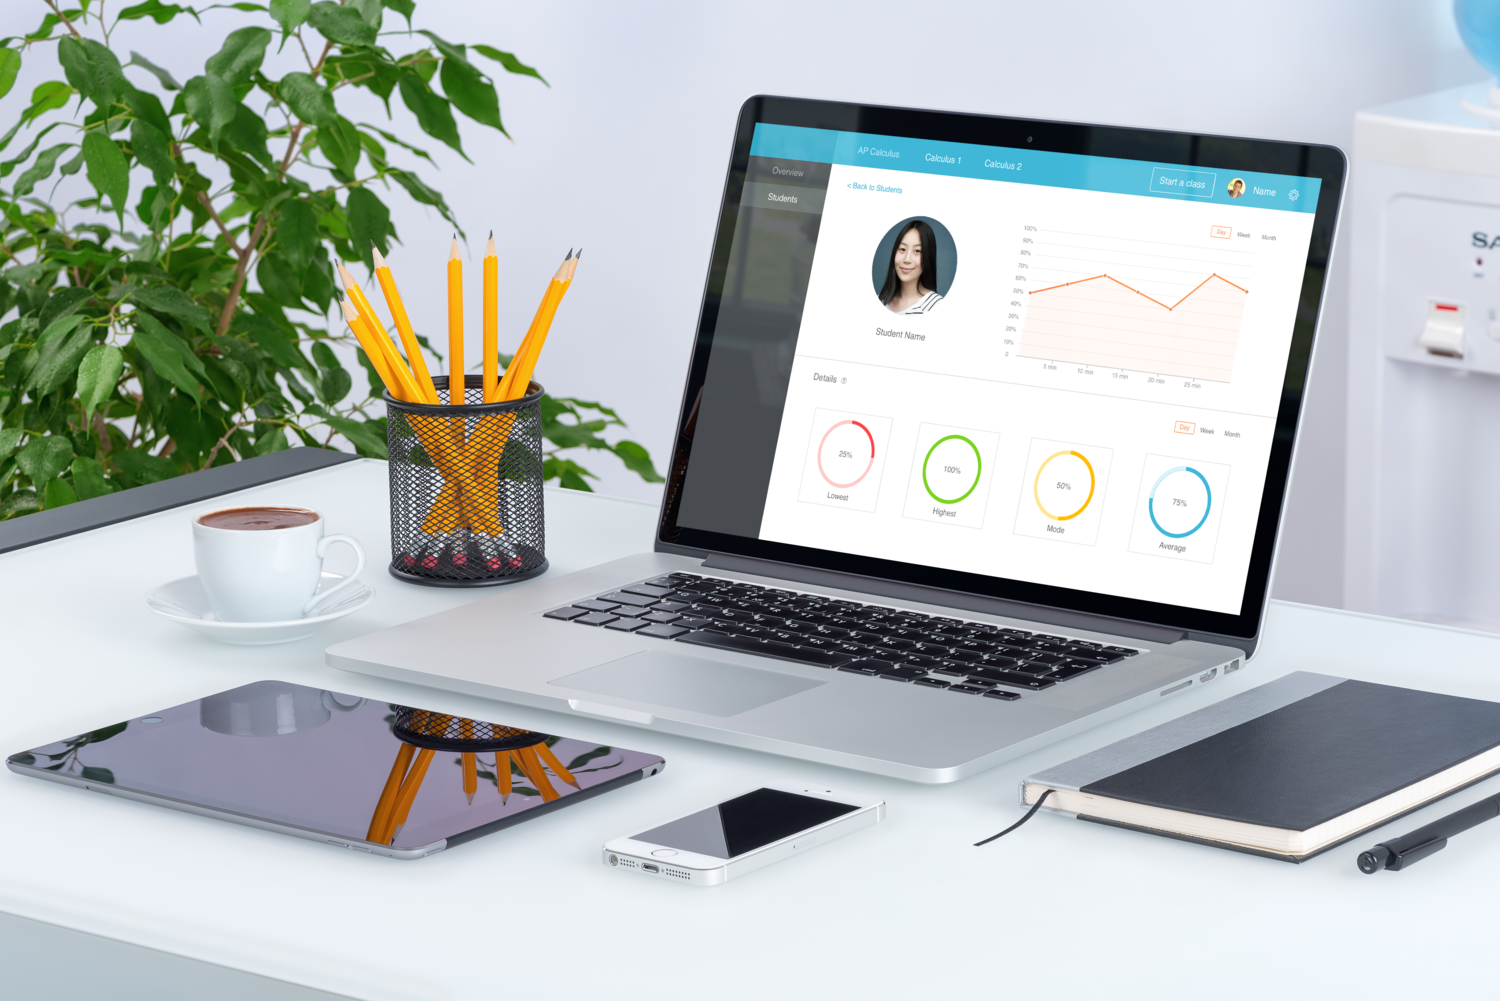 AP Calculus
Calculus 1
Calculus 2
Start a class
Name
Overview
Students
< Back to Students
Student Name
Day
Week
Month
100%
90%
80%
70%
60%
50%
40%
30%
20%
10%
0
5 min
10 min
15 min
20 min
25 min
Details ?
Day
Week
Month
25%
Lowest
100%
Highest
50%
Mode
75%
Average
SA